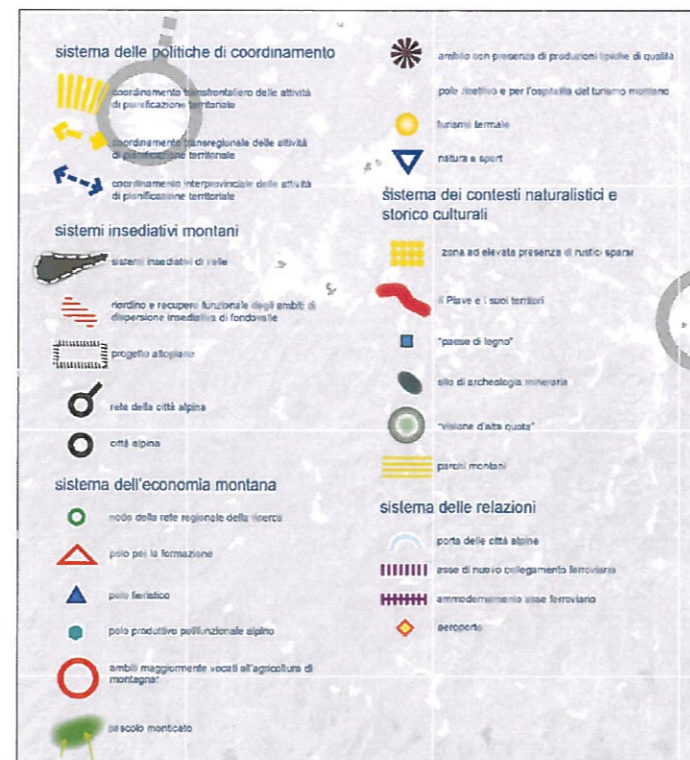 sistema delle politiche di coordinamento
coordinamento transfrontaliero delle attività
di pianificazione territoriale
coordinamento transregionale delle attività
di pianificazione territoriale
coordinamento interprovinciale delle attività
di pianificazione territoriale
sistemi insediativi montani
sistemi insediativi di valle
riordino e recupero funzionale degli ambiti di
dispersione insediativa di fondovalle
progetto altopiano
rete della città alpina
città alpina
sistema dell'economia montana
nodo della rete regionale della ricerca
polo per la formazione
polo fieristico
polo produttivo polifunzionale alpino
ambiti maggiormente vocati all'agricoltura di
montagna
pascolo monticato
ambito con presenza di produzioni tipiche di qualità
polo ricettivo e per l'ospitalità del turismo montano
turismo termale
natura e sport
sistema dei contesti naturalistici e
storico culturali
zona ad elevata presenza di rustici sparsi
il Piave e i suoi territori
"paese di legno"
sito di archeologia mineraria
"visione d'alta quota"
parchi montani
sistema delle relazioni
porta delle città alpine
asse di nuovo collegamento ferroviario
ammodernamento asse ferroviario
aeroporto